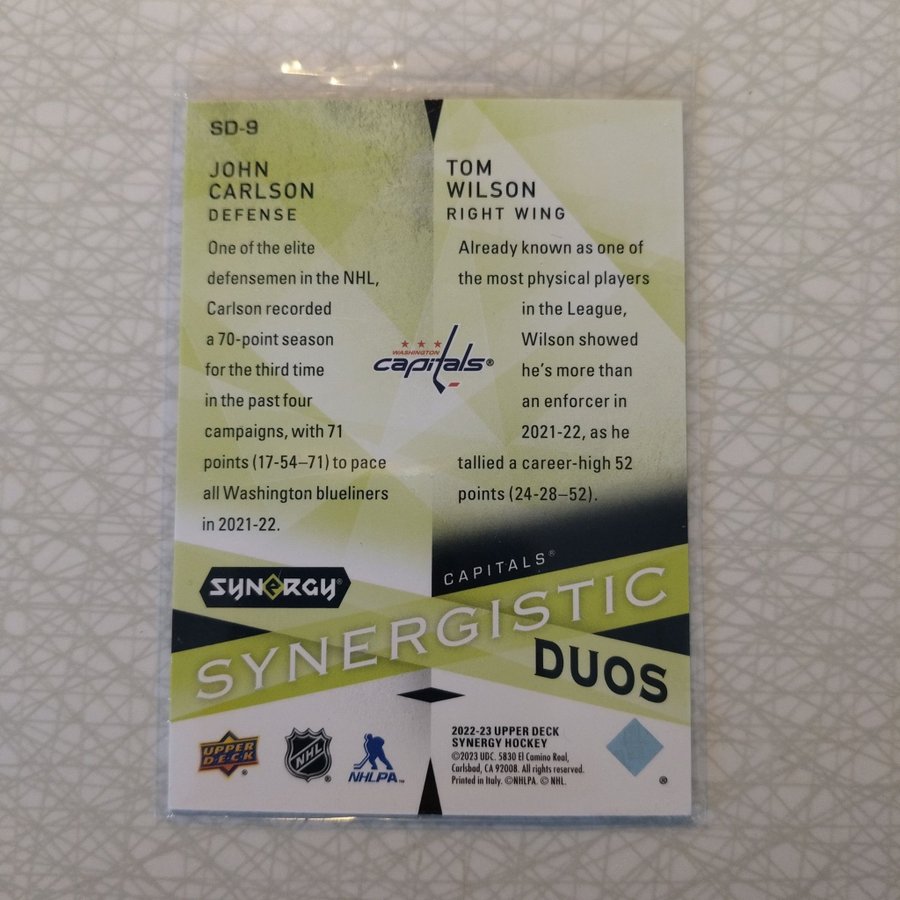 SD-9
JOHN
CARLSON
DEFENSE
One of the elite
defensemen in the NHL,
Carlson recorded
a 70-point season
for the third time
in the past four
campaigns, with 71
points (17-54–71) to pace
all Washington blueliners
in 2021-22.
TOM
WILSON
RIGHT WING
Already known as one of
the most physical players
in the League,
Wilson showed
he's more than
an enforcer in
2021-22, as he
tallied a career-high 52
points (24-28–52).
WASHINGTON
capitals®
CAPITALS®
SYNERGY®
SYNERGISTIC
DUOS
UPPER
DECK
®
NHL
®
NHLPA™
2022-23 UPPER DECK
SYNERGY HOCKEY
©2023 UDC. 5830 El Camino Real,
Carlsbad, CA 92008. All rights reserved.
Printed in Italy. ©NHLPA. © NHL.
®